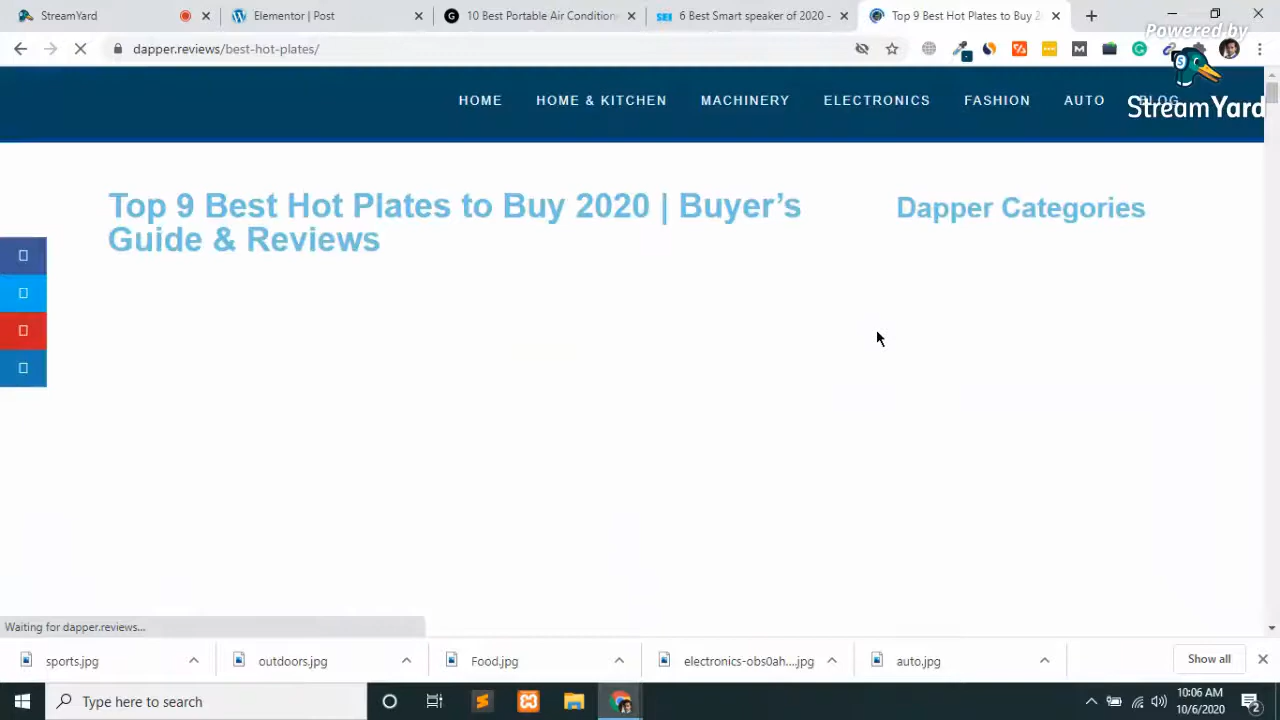 StreamYard
Elementor | Post
10 Best Portable Air Condition
6 Best Smart speaker of 2020 -
Top 9 Best Hot Plates to Buy 2
Powered by
dapper.reviews/best-hot-plates/
StreamYard
HOME
HOME & KITCHEN
MACHINERY
ELECTRONICS
FASHION
AUTO
BLOG
Top 9 Best Hot Plates to Buy 2020 | Buyer’s
Guide & Reviews
Dapper Categories
Waiting for dapper.reviews...
sports.jpg
outdoors.jpg
Food.jpg
electronics-obs0ah....jpg
auto.jpg
Show all
Type here to search
10:06 AM
10/6/2020
2